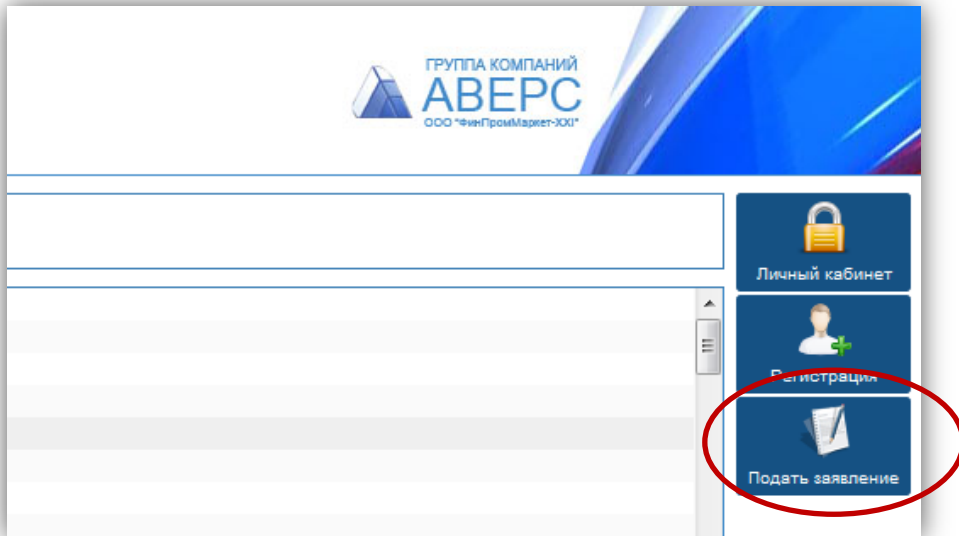 ГРУППА КОМПАНИЙ
АВЕРС
ООО "ФинПромМаркет-XXI"
Личный кабинет
Регистрация
Подать заявление